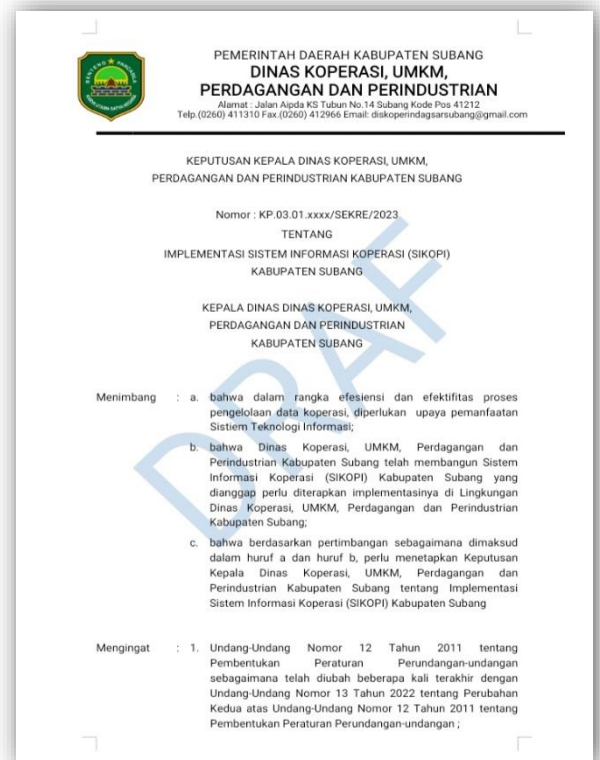 BENTENG PANCASILA
KARYA UTAMA SATYA NEGARA
PEMERINTAH DAERAH KABUPATEN SUBANG
DINAS KOPERASI, UMKM,
PERDAGANGAN DAN PERINDUSTRIAN
Alamat : Jalan Aipda KS Tubun No.14 Subang Kode Pos 41212
Telp.(0260) 411310 Fax.(0260) 412966 Email: diskoperindagsarsubang@gmail.com
KEPUTUSAN KEPALA DINAS KOPERASI, UMKM,
PERDAGANGAN DAN PERINDUSTRIAN KABUPATEN SUBANG
Nomor : KP.03.01.xxxx/SEKRE/2023
TENTANG
IMPLEMENTASI SISTEM INFORMASI KOPERASI (SIKOPI)
KABUPATEN SUBANG
KEPALA DINAS DINAS KOPERASI, UMKM,
PERDAGANGAN DAN PERINDUSTRIAN
KABUPATEN SUBANG
DRAF
Menimbang : a. bahwa dalam rangka efesiensi dan efektifitas proses
pengelolaan data koperasi, diperlukan upaya pemanfaatan
Sistiem Teknologi Informasi;
b. bahwa Dinas Koperasi, UMKM, Perdagangan dan
Perindustrian Kabupaten Subang telah membangun Sistem
Informasi Koperasi (SIKOPI) Kabupaten Subang yang
dianggap perlu diterapkan implementasinya di Lingkungan
Dinas Koperasi, UMKM, Perdagangan dan Perindustrian
Kabupaten Subang;
c. bahwa berdasarkan pertimbangan sebagaimana dimaksud
dalam huruf a dan huruf b, perlu menetapkan Keputusan
Kepala Dinas Koperasi, UMKM, Perdagangan dan
Perindustrian Kabupaten Subang tentang Implementasi
Sistem Informasi Koperasi (SIKOPI) Kabupaten Subang
Mengingat : 1. Undang-Undang Nomor 12 Tahun 2011 tentang
Pembentukan Peraturan Perundangan-undangan
sebagaimana telah diubah beberapa kali terakhir dengan
Undang-Undang Nomor 13 Tahun 2022 tentang Perubahan
Kedua atas Undang-Undang Nomor 12 Tahun 2011 tentang
Pembentukan Peraturan Perundangan-undangan ;